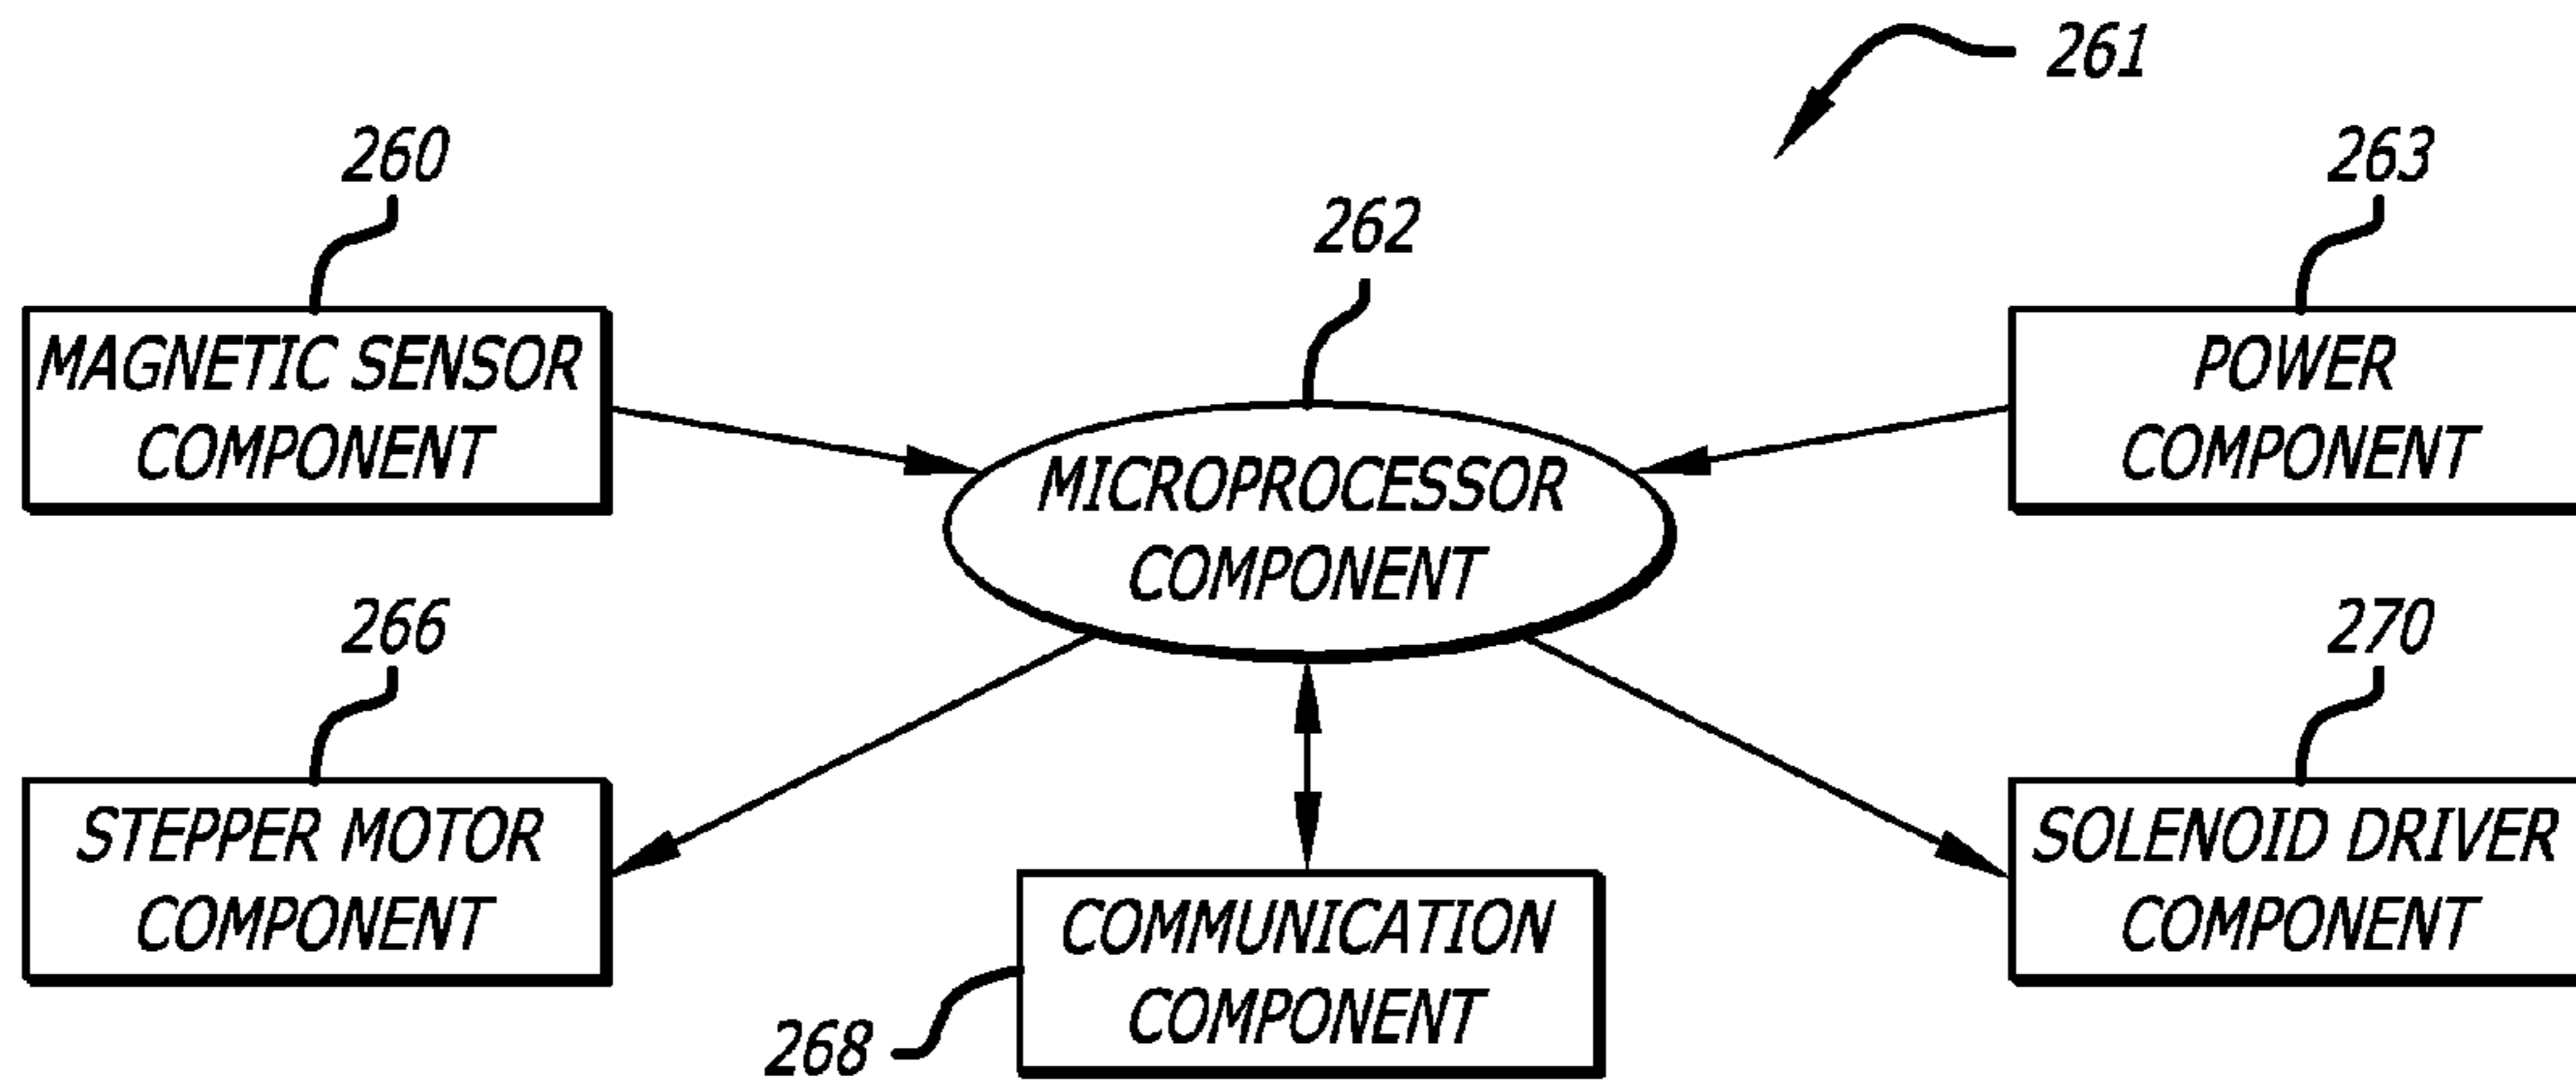 261
260
263
262
MAGNETIC SENSOR
COMPONENT
POWER
COMPONENT
MICROPROCESSOR
COMPONENT
266
270
STEPPER MOTOR
COMPONENT
SOLENOID DRIVER
COMPONENT
COMMUNICATION
COMPONENT
268